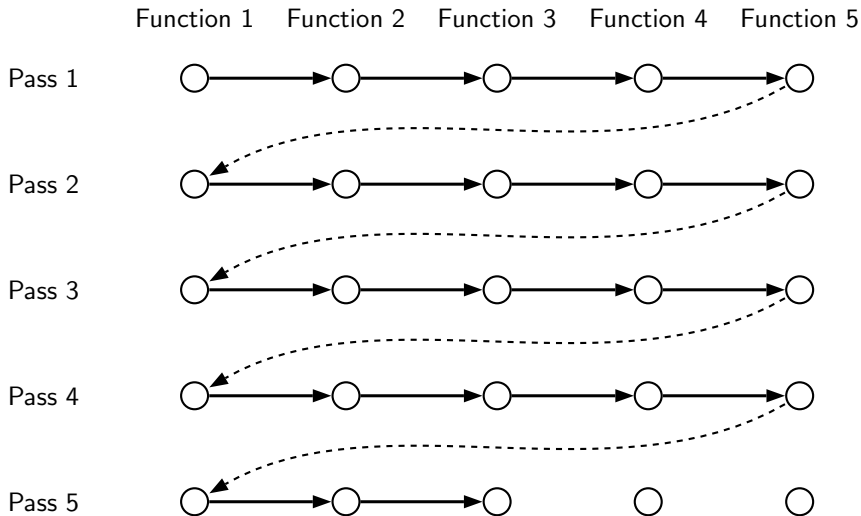 Function 1 Function 2 Function 3 Function 4 Function 5
Pass 1
Pass 2
Pass 3
Pass 4
Pass 5